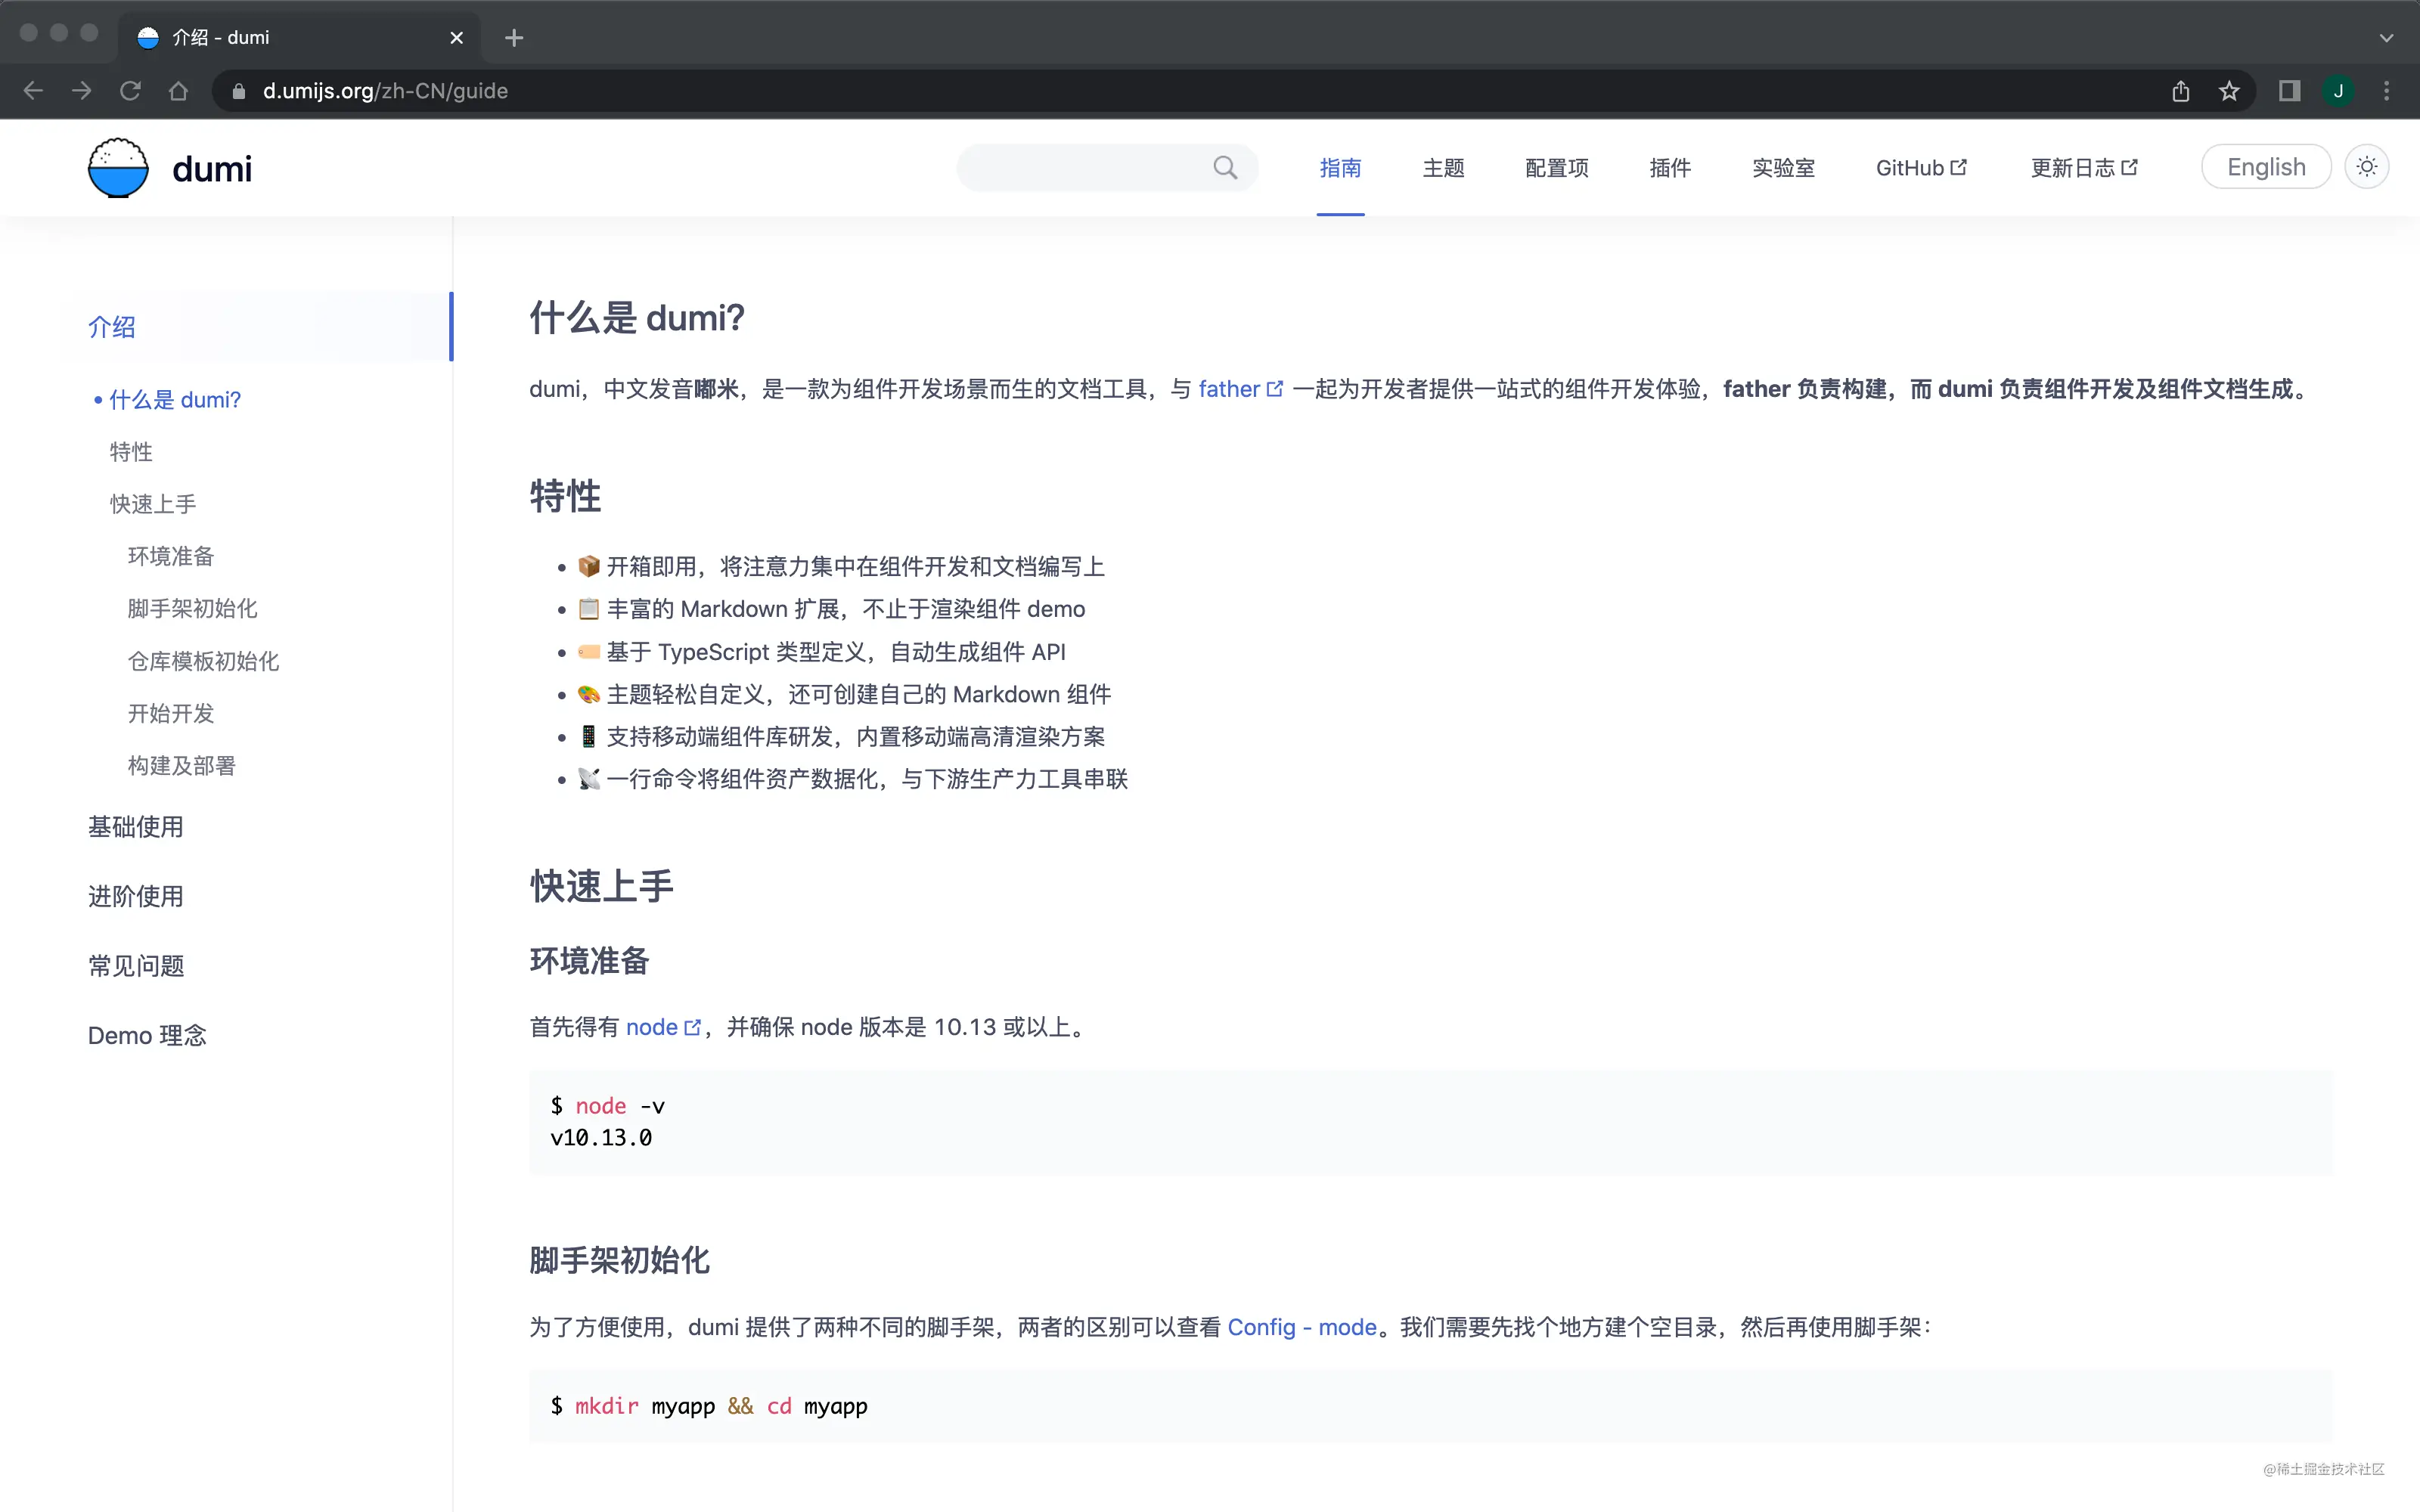 介绍 - dumi
d.umijs.org/zh-CN/guide
J
dumi
指南
主题
配置项
插件
实验室
GitHub
更新日志
English
介绍
什么是 dumi?
特性
快速上手
环境准备
脚手架初始化
仓库模板初始化
开始开发
构建及部署
基础使用
进阶使用
常见问题
Demo 理念
什么是 dumi?
dumi，中文发音嘟米，是一款为组件开发场景而生的文档工具，与 father 一起为开发者提供一站式的组件开发体验，father 负责构建，而 dumi 负责组件开发及组件文档生成。
特性
📦 开箱即用，将注意力集中在组件开发和文档编写上
📋 丰富的 Markdown 扩展，不止于渲染组件 demo
🏷 基于 TypeScript 类型定义，自动生成组件 API
🎨 主题轻松自定义，还可创建自己的 Markdown 组件
📱 支持移动端组件库研发，内置移动端高清渲染方案
📡 一行命令将组件资产数据化，与下游生产力工具串联
快速上手
环境准备
首先得有 node，并确保 node 版本是 10.13 或以上。
$ node -v
v10.13.0
脚手架初始化
为了方便使用，dumi 提供了两种不同的脚手架，两者的区别可以查看 Config - mode。我们需要先找个地方建个空目录，然后再使用脚手架：
$ mkdir myapp && cd myapp
@稀土掘金技术社区